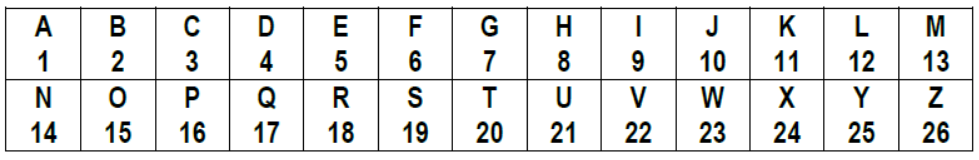 A B C D E F G H I J K L M
1 2 3 4 5 6 7 8 9 10 11 12 13
N O P Q R S T U V W X Y Z
14 15 16 17 18 19 20 21 22 23 24 25 26